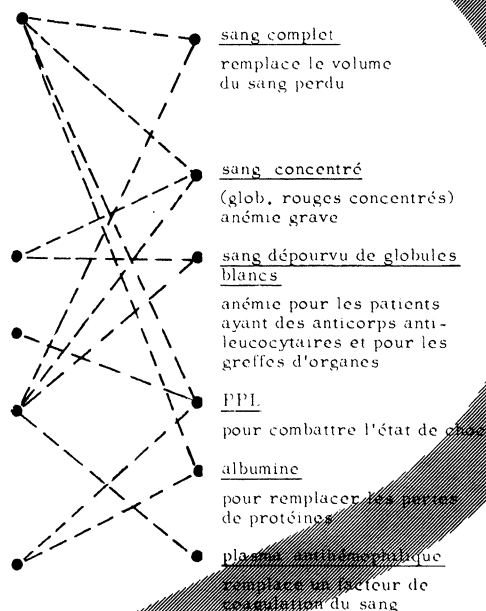 sang complet
remplace le volume
du sang perdu
sang concentré
(glob. rouges concentrés)
anémie grave
sang dépourvu de globules
blancs
anémie pour les patients
ayant des anticorps anti-
leucocytaires et pour les
greffes d'organes
PPL
pour combattre l'état de choc
albumine
pour remplacer les pertes
de protéines
plasma antihémophilique
remplace un facteur de
coagulation du sang